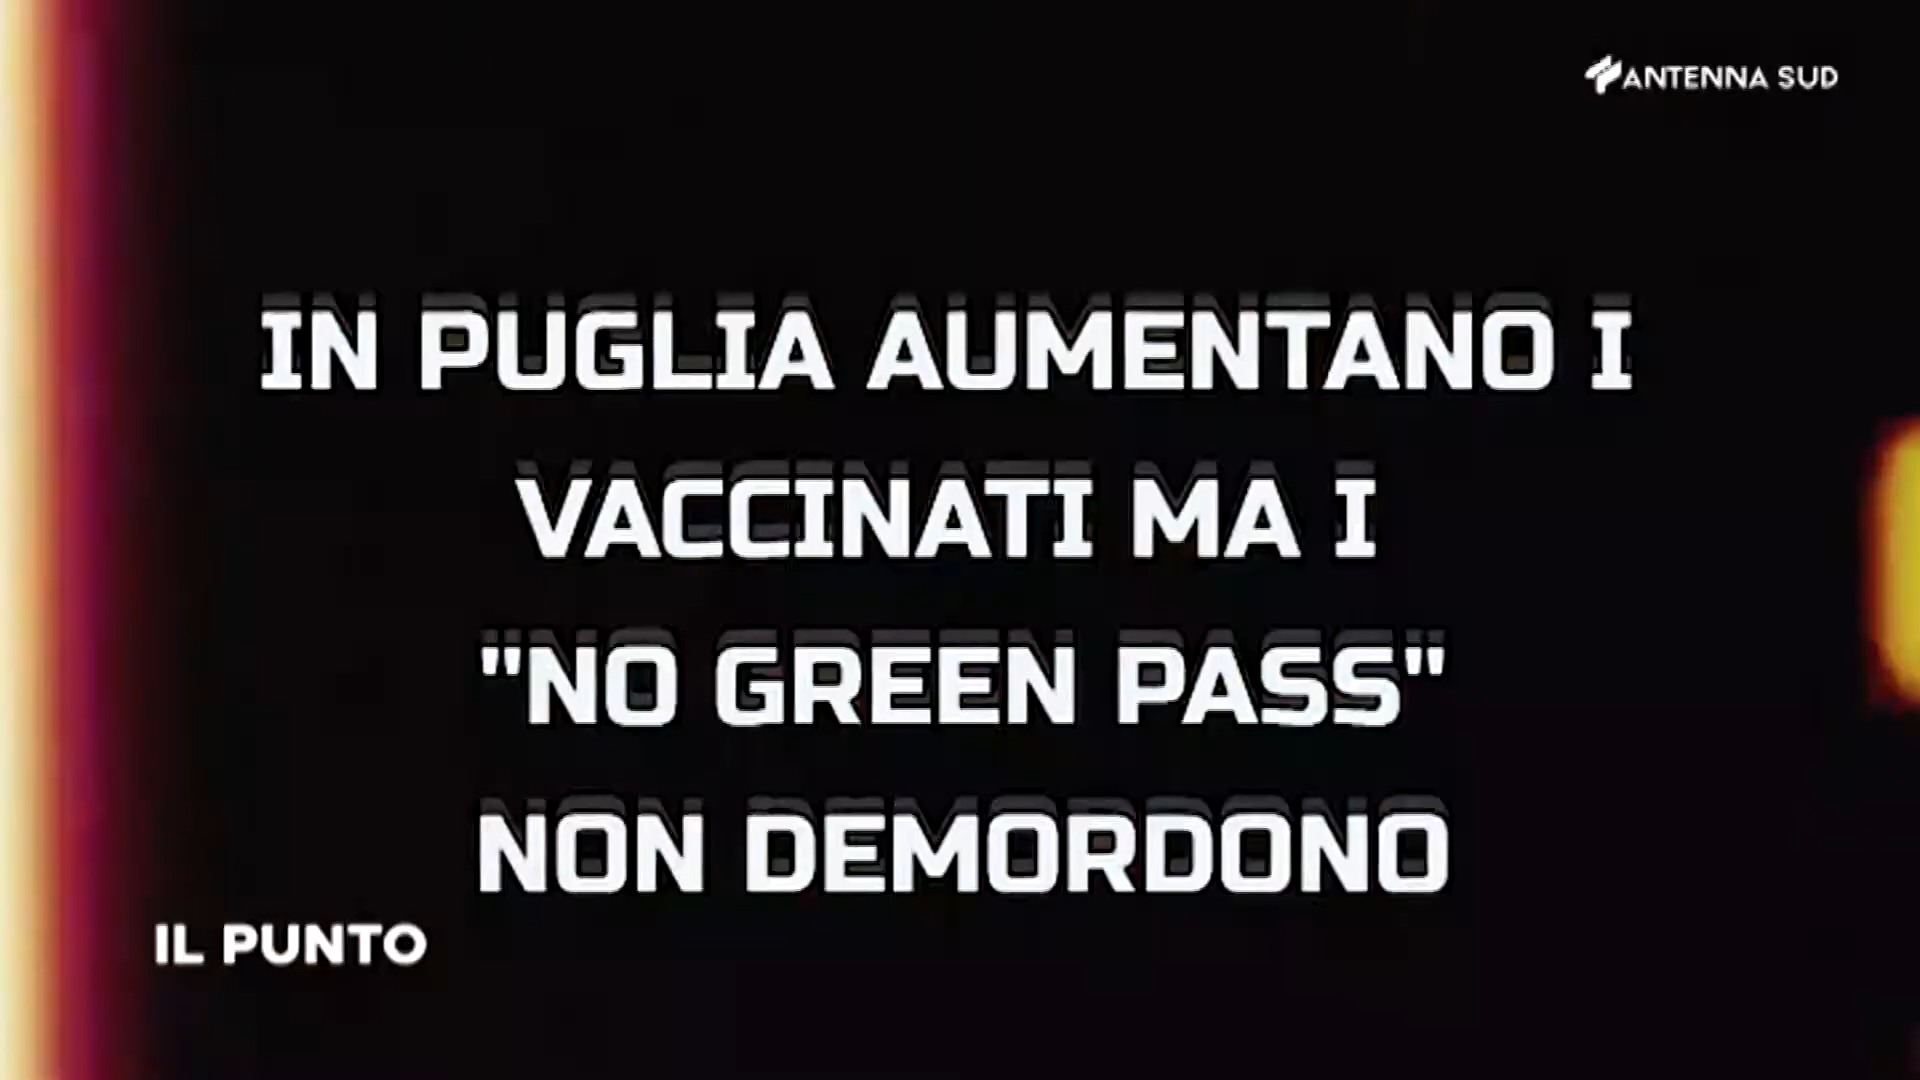 ANTENNA SUD
IN PUGLIA AUMENTANO I
VACCINATI MA I
"NO GREEN PASS"
NON DEMORDONO
IL PUNTO